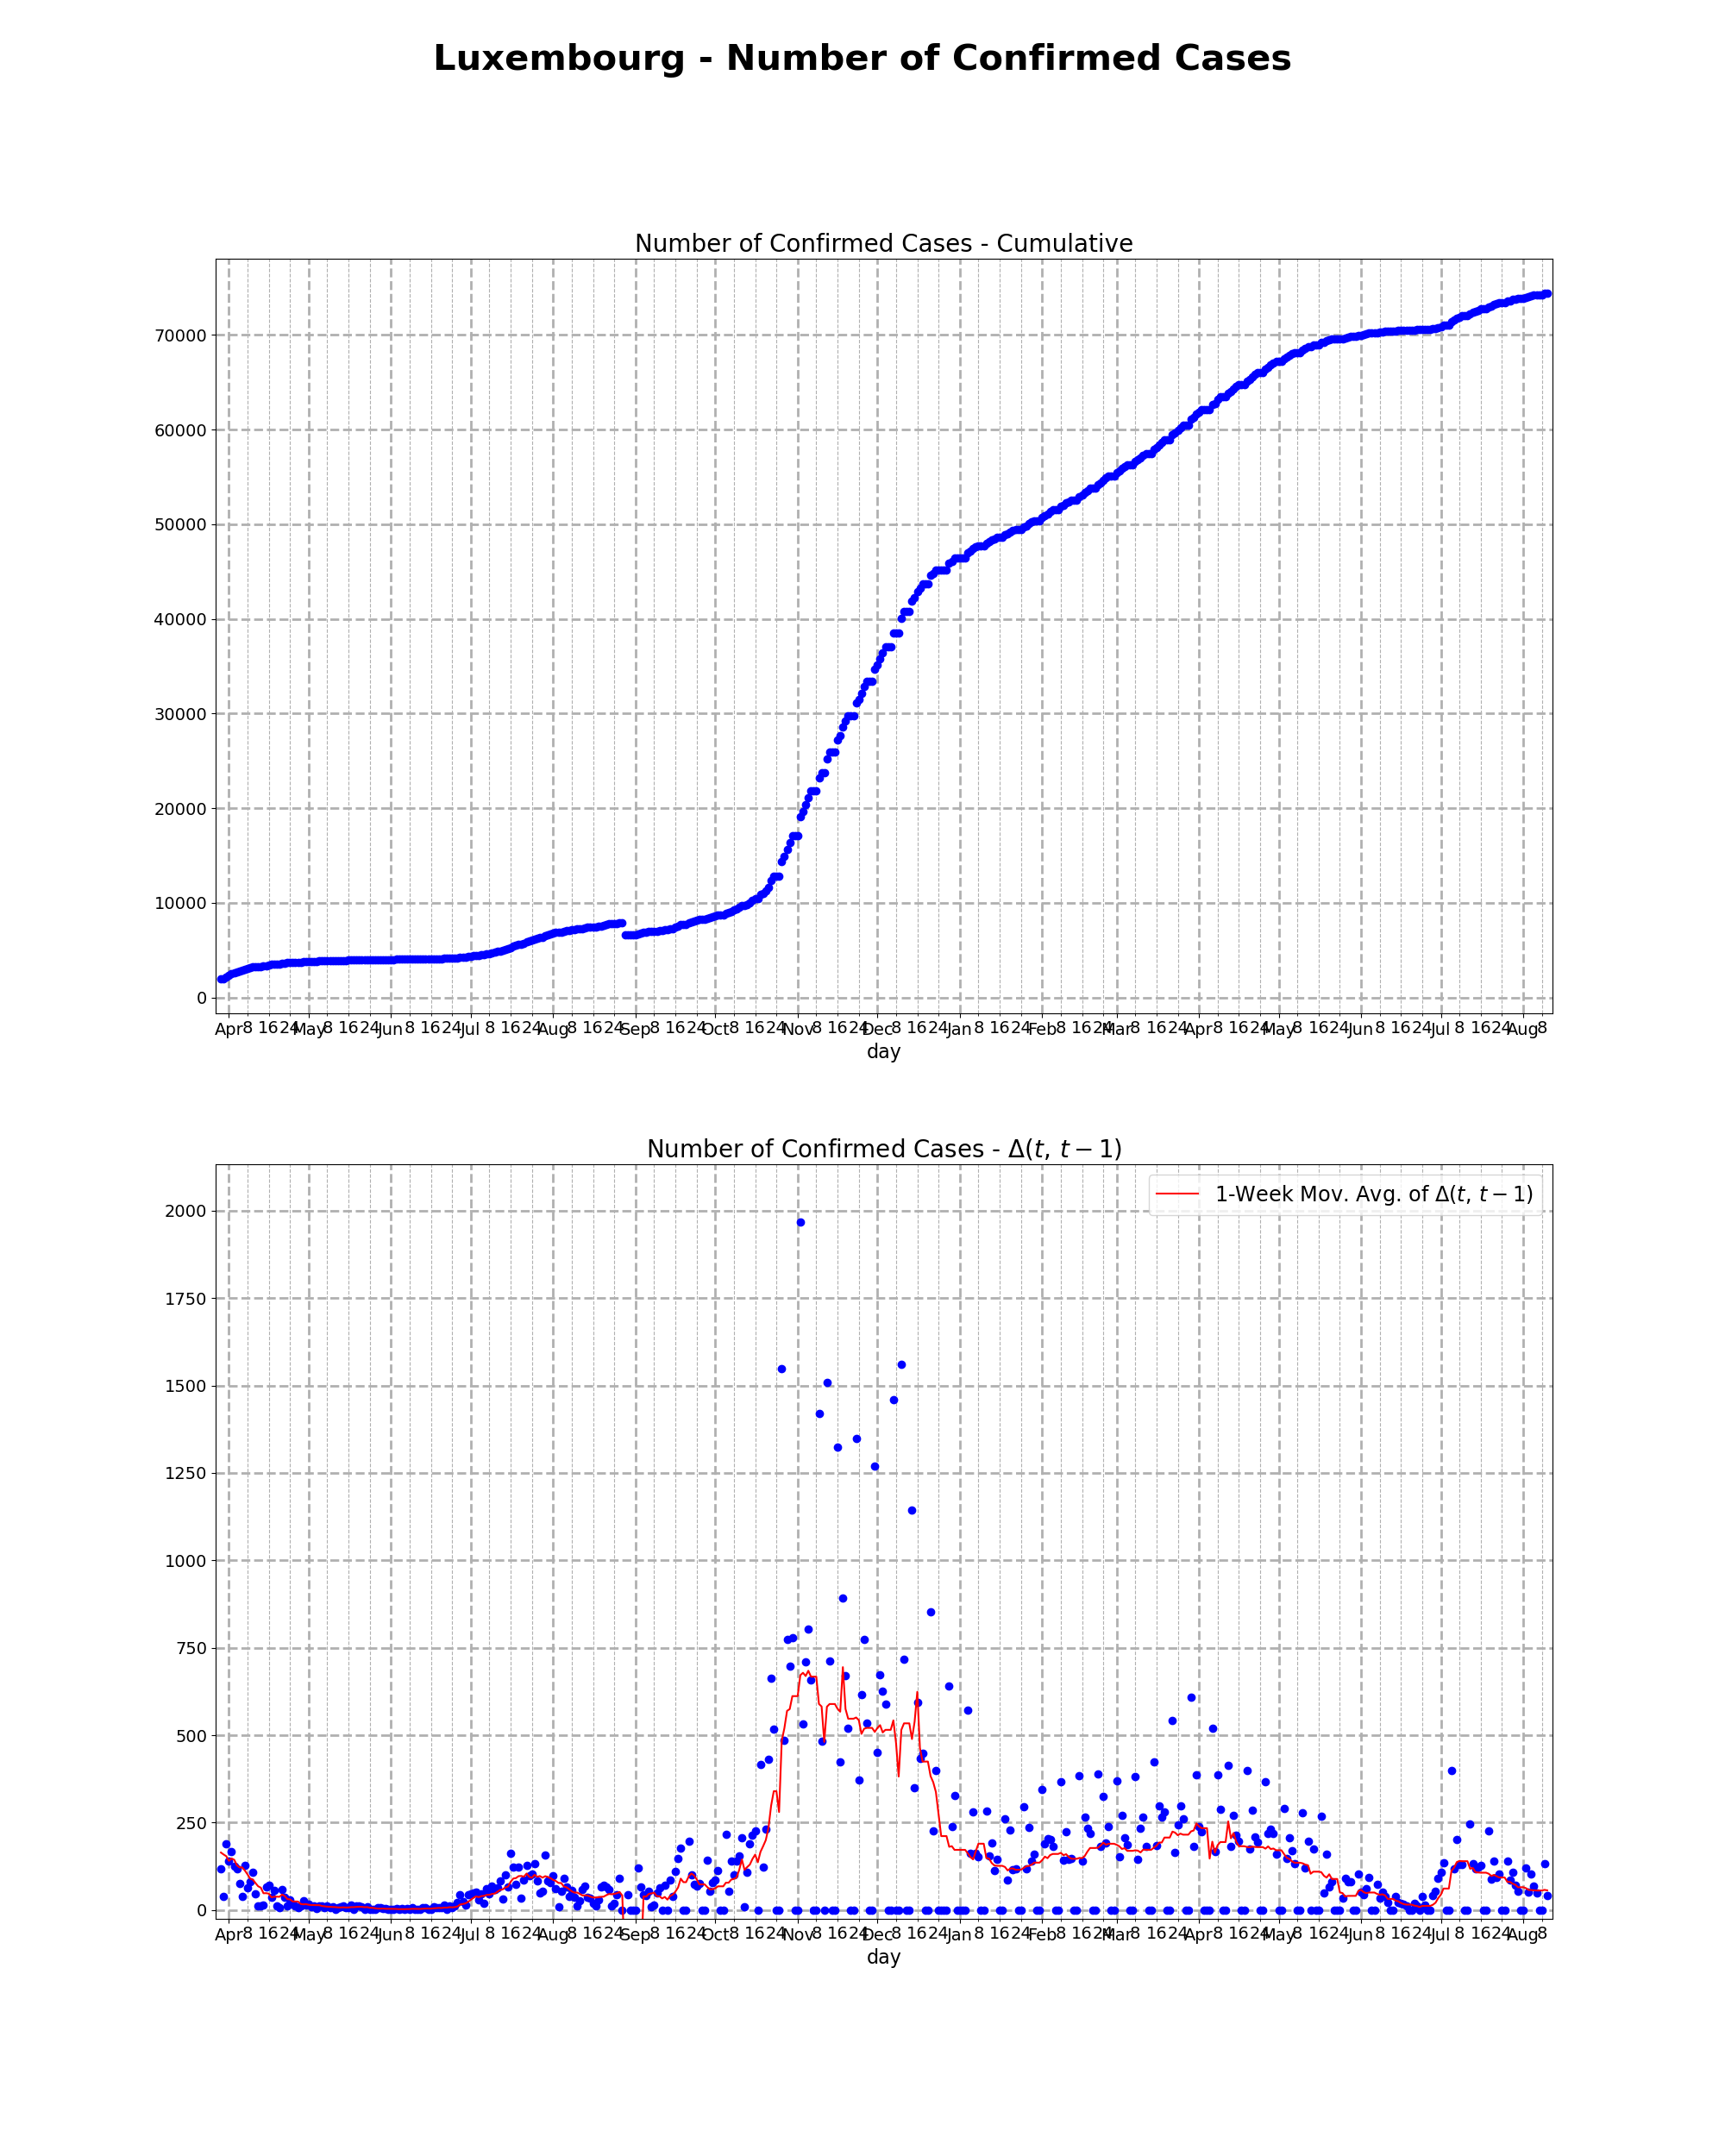 Luxembourg - Number of Confirmed Cases
Number of Confirmed Cases - Cumulative
70000
60000
50000
40000
30000
20000
10000
0
Apr 8 16 24 May 8 16 24 Jun 8 16 24 Jul 8 16 24 Aug 8 16 24 Sep 8 16 24 Oct 8 16 24 Nov 8 16 24 Dec 8 16 24 Jan 8 16 24 Feb 8 16 24 Mar 8 16 24 Apr 8 16 24 May 8 16 24 Jun 8 16 24 Jul 8 16 24 Aug 8
day
Number of Confirmed Cases - Δ(t, t − 1)
1-Week Mov. Avg. of Δ(t, t − 1)
2000
1750
1500
1250
1000
750
500
250
0
Apr 8 16 24 May 8 16 24 Jun 8 16 24 Jul 8 16 24 Aug 8 16 24 Sep 8 16 24 Oct 8 16 24 Nov 8 16 24 Dec 8 16 24 Jan 8 16 24 Feb 8 16 24 Mar 8 16 24 Apr 8 16 24 May 8 16 24 Jun 8 16 24 Jul 8 16 24 Aug 8
day